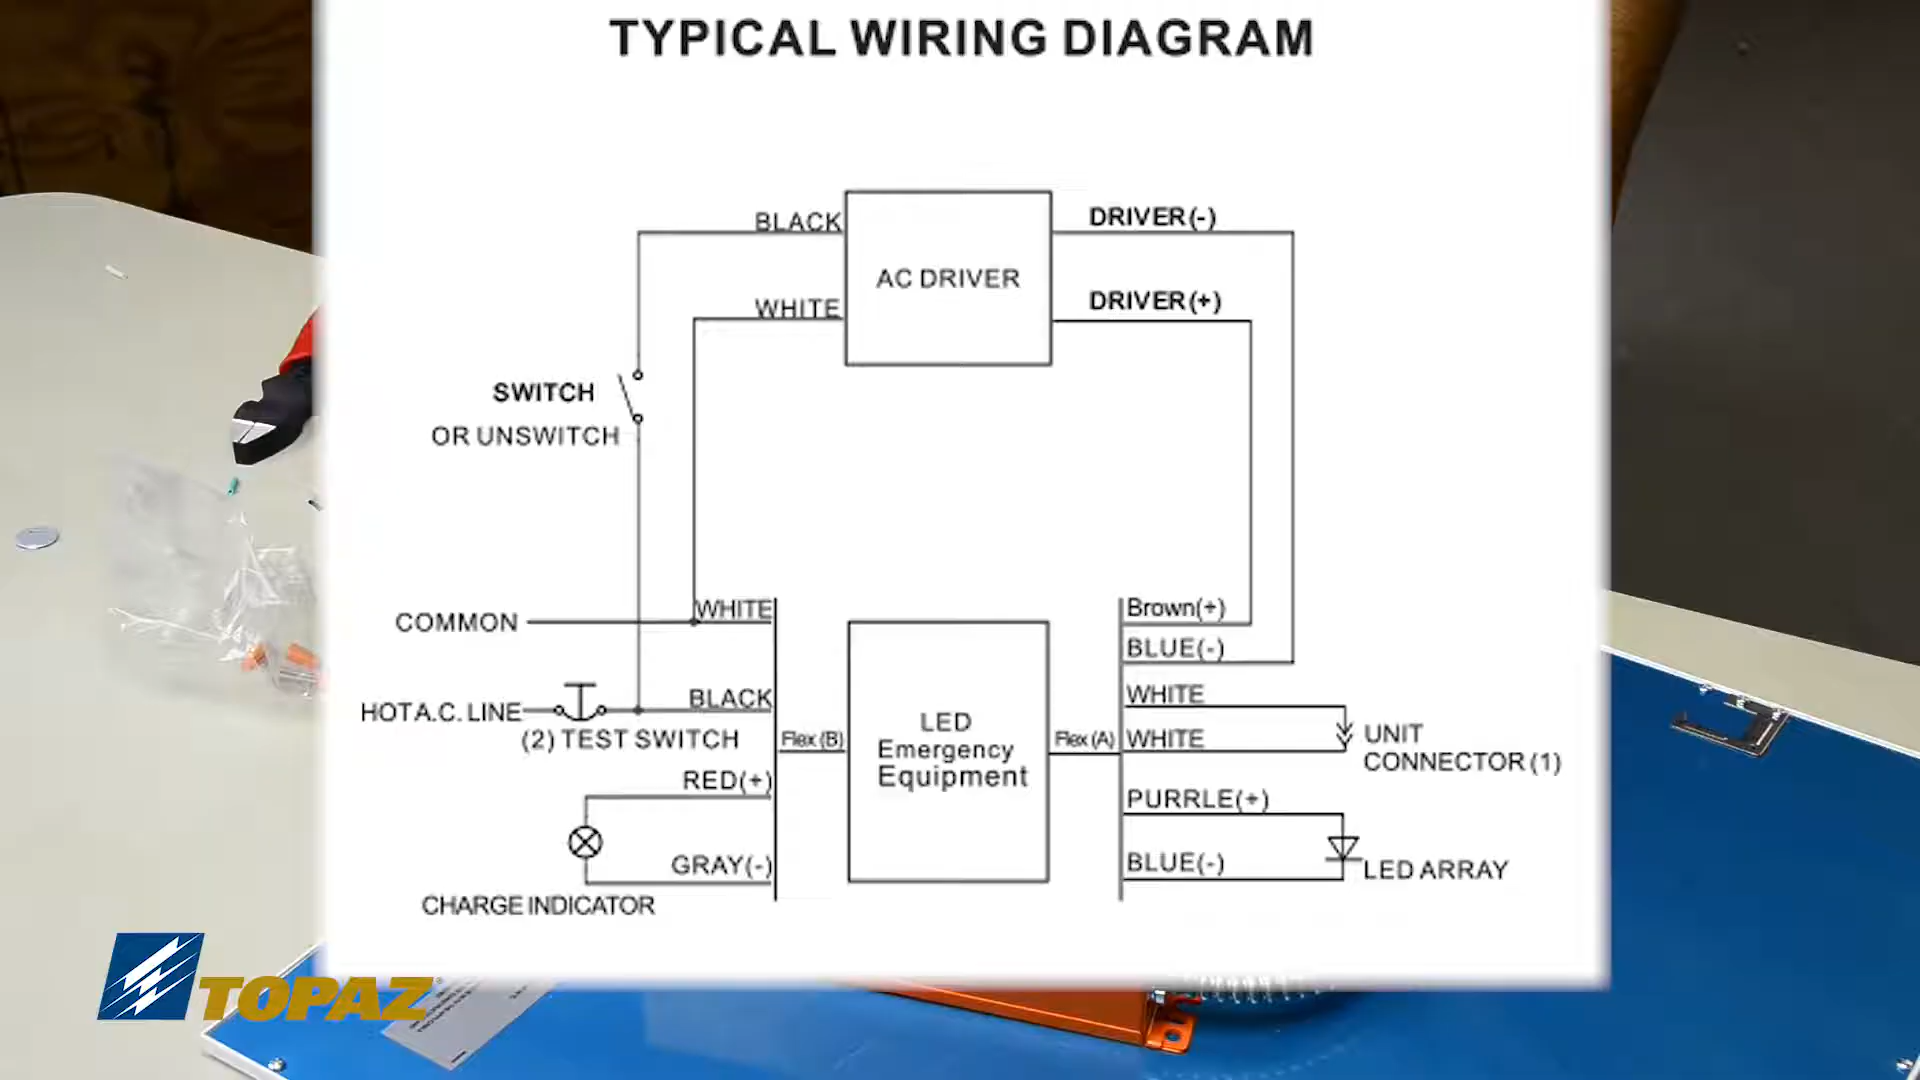 TYPICAL WIRING DIAGRAM
BLACK
DRIVER(-)
AC DRIVER
WHITE
DRIVER(+)
SWITCH
OR UNSWITCH
COMMON
WHITE
Brown(+)
BLUE(-)
HOT A.C. LINE
BLACK
(2) TEST SWITCH
Flex (B)
LED
Emergency
Equipment
Flex (A)
WHITE
WHITE
UNIT
CONNECTOR (1)
RED(+)
PURRLE(+)
GRAY(-)
BLUE(-)
LED ARRAY
CHARGE INDICATOR
TOPAZ